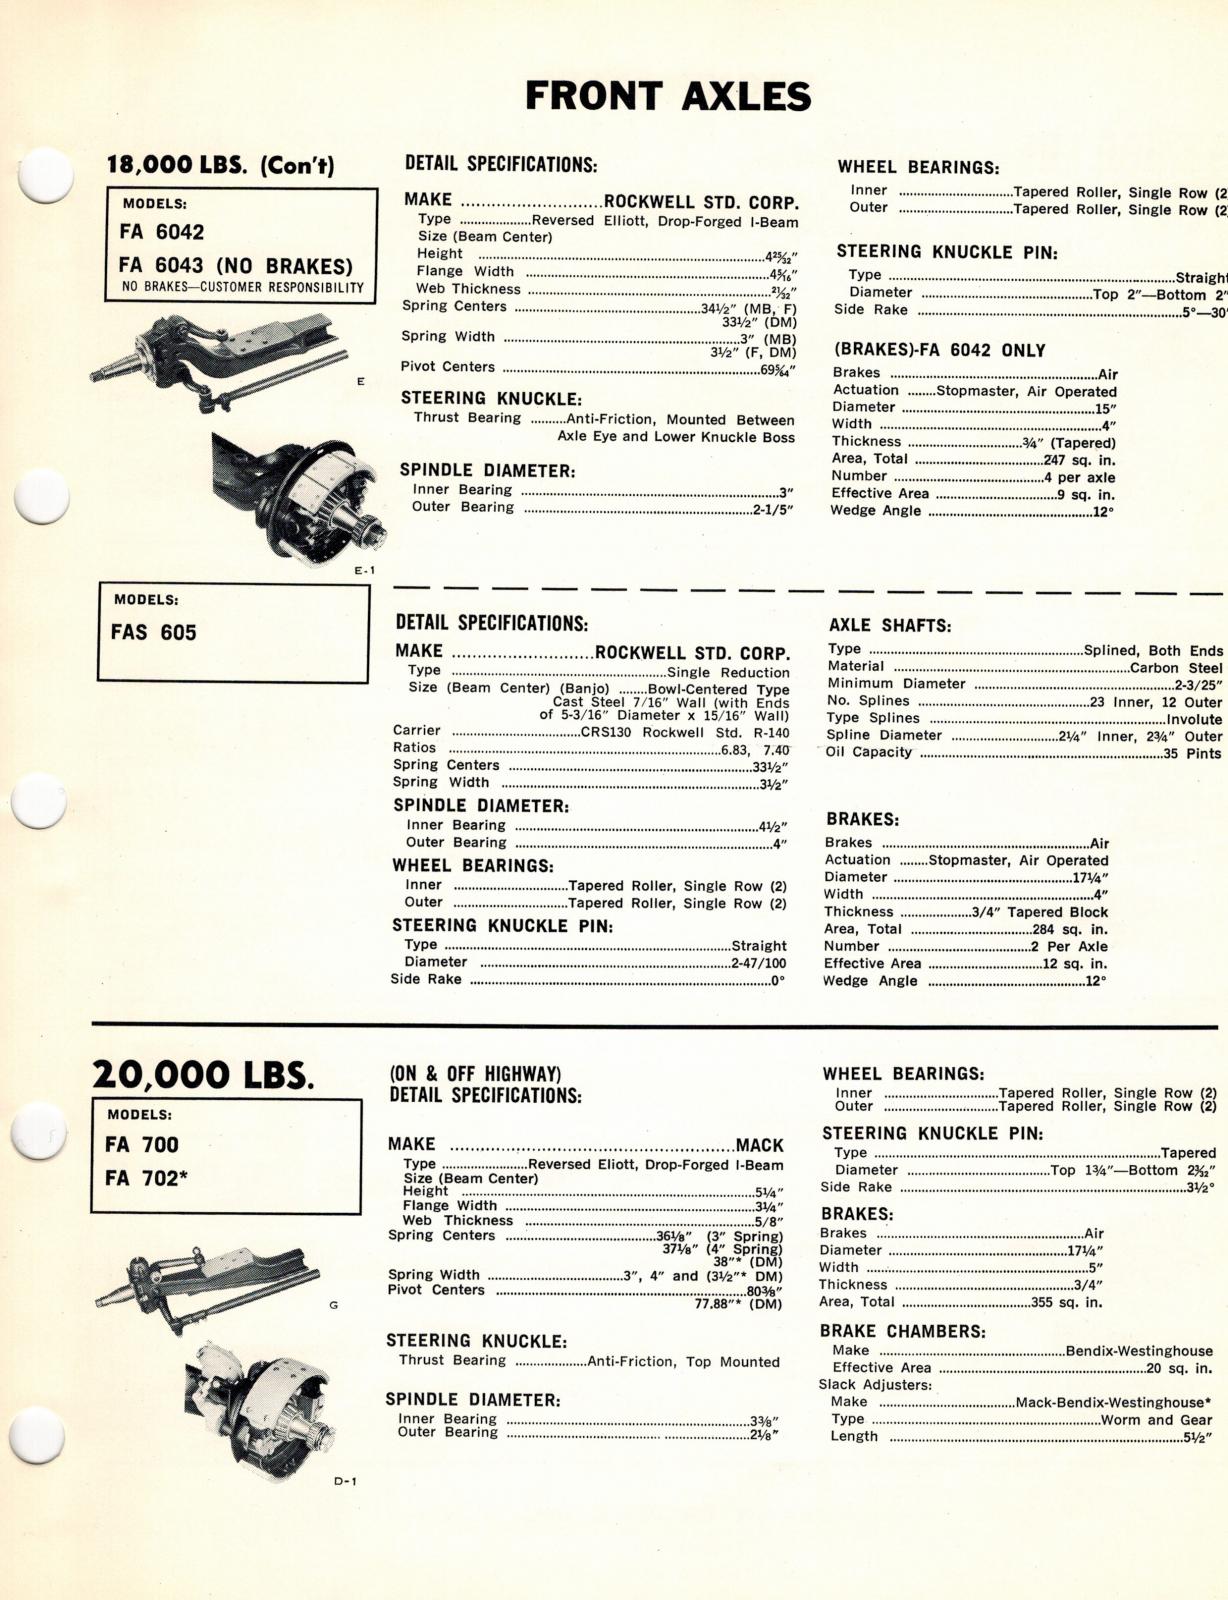 FRONT AXLES
18,000 LBS. (Con't)
MODELS:
FA 6042
FA 6043 (NO BRAKES)
NO BRAKES—CUSTOMER RESPONSIBILITY
E
E-1
DETAIL SPECIFICATIONS:
MAKE ..........................ROCKWELL STD. CORP.
Type ..................Reversed Elliott, Drop-Forged I-Beam
Size (Beam Center)
Height ..................4²⁵⁄₃₂″
Flange Width ..................4⁵⁄₁₆″
Web Thickness ..................²¹⁄₃₂″
Spring Centers ..................34½″ (MB, F)
33½″ (DM)
Spring Width ..................3″ (MB)
3½″ (F, DM)
Pivot Centers ..................69⁵⁄₆₄″
STEERING KNUCKLE:
Thrust Bearing .........Anti-Friction, Mounted Between
Axle Eye and Lower Knuckle Boss
SPINDLE DIAMETER:
Inner Bearing ..................3″
Outer Bearing ..................2-1/5″
WHEEL BEARINGS:
Inner ..................Tapered Roller, Single Row (2
Outer ..................Tapered Roller, Single Row (2
STEERING KNUCKLE PIN:
Type ..................Straight
Diameter ..................Top 2″—Bottom 2″
Side Rake ..................5°—30′
(BRAKES)-FA 6042 ONLY
Brakes ..................Air
Actuation ........Stopmaster, Air Operated
Diameter ..................15″
Width ..................4″
Thickness ..................¾″ (Tapered)
Area, Total ..................247 sq. in.
Number ..................4 per axle
Effective Area ..................9 sq. in.
Wedge Angle ..................12°
MODELS:
FAS 605
DETAIL SPECIFICATIONS:
MAKE ..........................ROCKWELL STD. CORP.
Type ..................Single Reduction
Size (Beam Center) (Banjo) .......Bowl-Centered Type
Cast Steel 7/16″ Wall (with Ends
of 5-3/16″ Diameter x 15/16″ Wall)
Carrier ..................CRS130 Rockwell Std. R-140
Ratios ..................6.83, 7.40
Spring Centers ..................33½″
Spring Width ..................3½″
SPINDLE DIAMETER:
Inner Bearing ..................4½″
Outer Bearing ..................4″
WHEEL BEARINGS:
Inner ..................Tapered Roller, Single Row (2)
Outer ..................Tapered Roller, Single Row (2)
STEERING KNUCKLE PIN:
Type ..................Straight
Diameter ..................2-47/100
Side Rake ..................0°
AXLE SHAFTS:
Type ..................Splined, Both Ends
Material ..................Carbon Steel
Minimum Diameter ..................2-3/25″
No. Splines ..................23 Inner, 12 Outer
Type Splines ..................Involute
Spline Diameter ..................2¼″ Inner, 2¾″ Outer
Oil Capacity ..................35 Pints
BRAKES:
Brakes ..................Air
Actuation ........Stopmaster, Air Operated
Diameter ..................17¼″
Width ..................4″
Thickness ..................3/4″ Tapered Block
Area, Total ..................284 sq. in.
Number ..................2 Per Axle
Effective Area ..................12 sq. in.
Wedge Angle ..................12°
20,000 LBS.
MODELS:
FA 700
FA 702*
G
D-1
(ON & OFF HIGHWAY)
DETAIL SPECIFICATIONS:
MAKE ..................MACK
Type ..................Reversed Eliott, Drop-Forged I-Beam
Size (Beam Center)
Height ..................5¼″
Flange Width ..................3¼″
Web Thickness ..................5/8″
Spring Centers ..................36⅛″ (3″ Spring)
37⅛″ (4″ Spring)
38″* (DM)
Spring Width ..................3″, 4″ and (3½″* DM)
Pivot Centers ..................80⅜″
77.88″* (DM)
STEERING KNUCKLE:
Thrust Bearing ..................Anti-Friction, Top Mounted
SPINDLE DIAMETER:
Inner Bearing ..................3⅜″
Outer Bearing ..................2⅛″
WHEEL BEARINGS:
Inner ..................Tapered Roller, Single Row (2)
Outer ..................Tapered Roller, Single Row (2)
STEERING KNUCKLE PIN:
Type ..................Tapered
Diameter ..................Top 1¾″—Bottom 2³⁄₃₂″
Side Rake ..................3½°
BRAKES:
Brakes ..................Air
Diameter ..................17¼″
Width ..................5″
Thickness ..................3/4″
Area, Total ..................355 sq. in.
BRAKE CHAMBERS:
Make ..................Bendix-Westinghouse
Effective Area ..................20 sq. in.
Slack Adjusters:
Make ..................Mack-Bendix-Westinghouse*
Type ..................Worm and Gear
Length ..................5½″